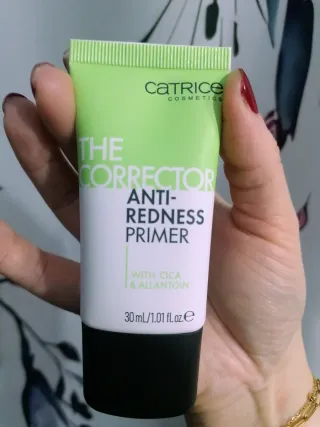 CATRICE
COSMETICS
THE
CORRECTOR
ANTI-
REDNESS
PRIMER
WITH CICA
& ALLANTOIN
30 mL/1.01 fl.oz.℮